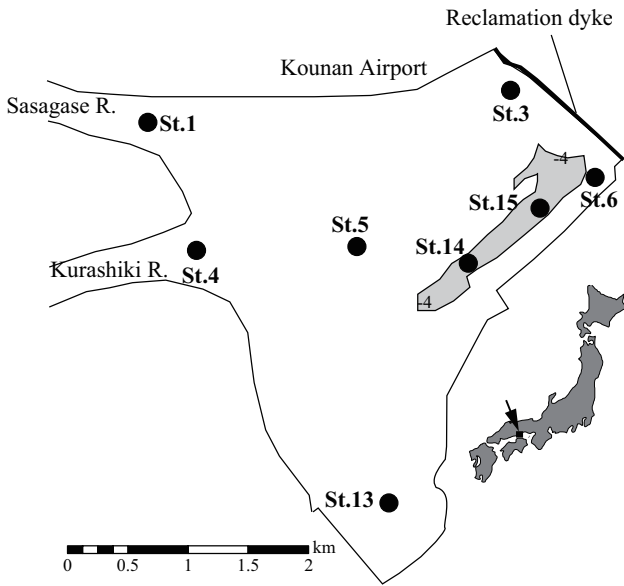 Reclamation dyke
Kounan Airport
Sasagase R.
St.1
St.3
-4
St.6
St.15
St.5
St.14
St.4
Kurashiki R.
-4
St.13
km
0 0.5 1 1.5 2